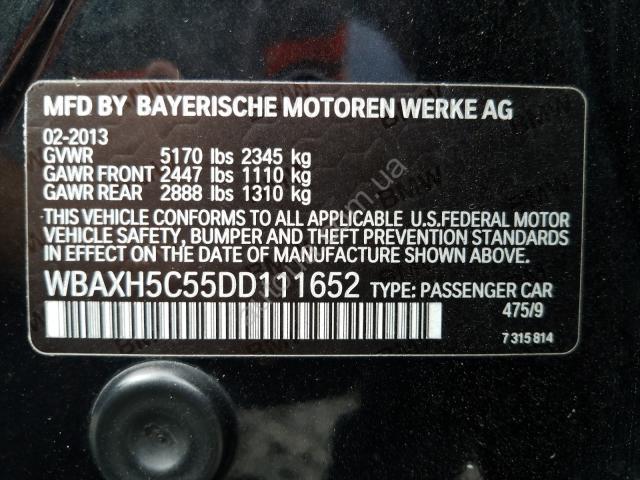 MFD BY BAYERISCHE MOTOREN WERKE AG
02-2013
GVWR 5170 lbs 2345 kg
GAWR FRONT 2447 lbs 1110 kg
GAWR REAR 2888 lbs 1310 kg
THIS VEHICLE CONFORMS TO ALL APPLICABLE U.S.FEDERAL MOTOR
VEHICLE SAFETY, BUMPER AND THEFT PREVENTION STANDARDS
IN EFFECT ON THE DATE OF MANUFACTURE SHOWN ABOVE.
WBAXH5C55DD111652 TYPE: PASSENGER CAR
475/9
7 315 814